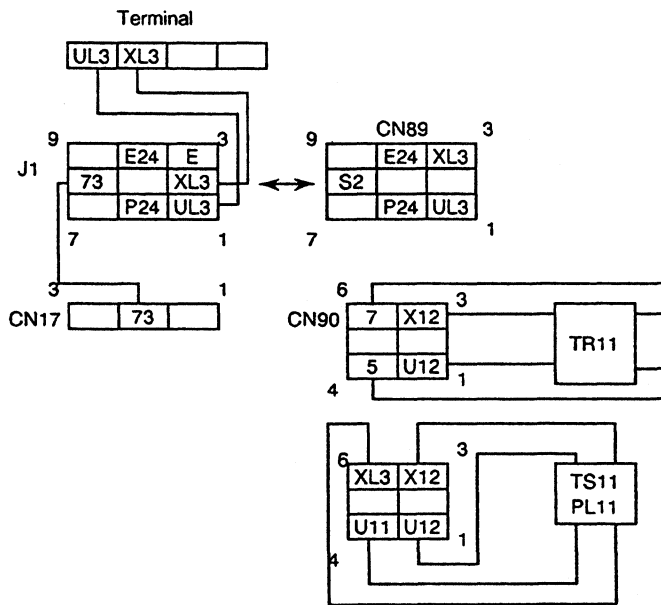 Terminal
UL3 XL3
9 3
J1
E24 E
73 XL3
P24 UL3
7 1
9 CN89 3
E24 XL3
S2
P24 UL3
7 1
3 1
CN17 73
6 3
CN90 7 X12
5 U12
4 1
TR11
6 3
XL3 X12
U11 U12
4 1
TS11
PL11